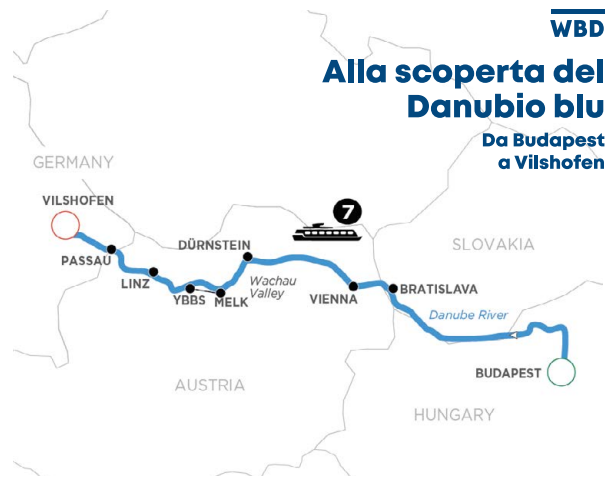 WBD
Alla scoperta del
Danubio blu
Da Budapest
a Vilshofen
GERMANY
VILSHOFEN
7
DÜRNSTEIN
SLOVAKIA
PASSAU
LINZ
Wachau
Valley
YBBS
MELK
VIENNA
BRATISLAVA
Danube River
BUDAPEST
AUSTRIA
HUNGARY